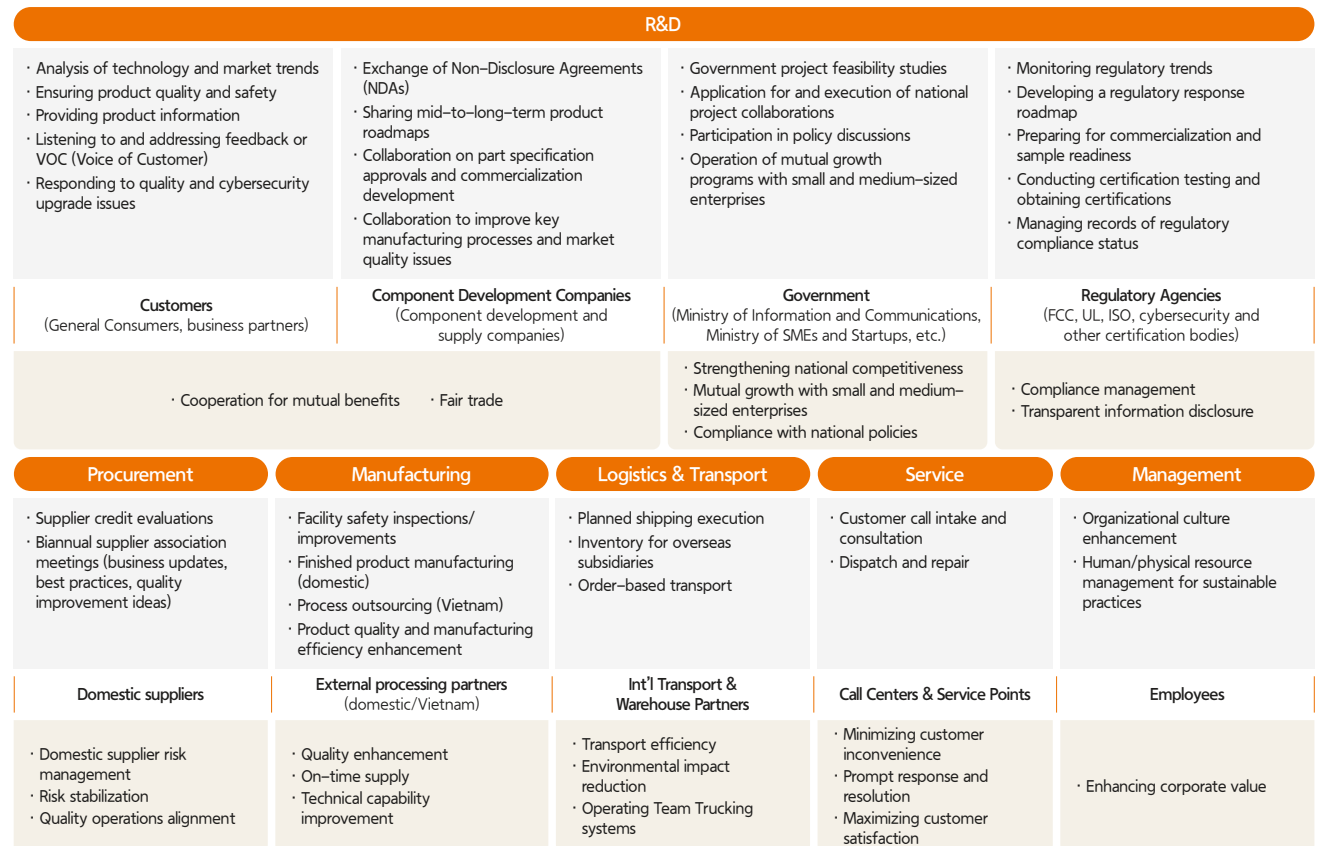 R&D
· Analysis of technology and market trends
· Ensuring product quality and safety
· Providing product information
· Listening to and addressing feedback or
VOC (Voice of Customer)
· Responding to quality and cybersecurity
upgrade issues
· Exchange of Non–Disclosure Agreements
(NDAs)
· Sharing mid–to–long–term product
roadmaps
· Collaboration on part specification
approvals and commercialization
development
· Collaboration to improve key
manufacturing processes and market
quality issues
· Government project feasibility studies
· Application for and execution of national
project collaborations
· Participation in policy discussions
· Operation of mutual growth
programs with small and medium–sized
enterprises
· Monitoring regulatory trends
· Developing a regulatory response
roadmap
· Preparing for commercialization and
sample readiness
· Conducting certification testing and
obtaining certifications
· Managing records of regulatory
compliance status
Customers
(General Consumers, business partners)
Component Development Companies
(Component development and
supply companies)
Government
(Ministry of Information and Communications,
Ministry of SMEs and Startups, etc.)
Regulatory Agencies
(FCC, UL, ISO, cybersecurity and
other certification bodies)
· Cooperation for mutual benefits · Fair trade
· Strengthening national competitiveness
· Mutual growth with small and medium–
sized enterprises
· Compliance with national policies
· Compliance management
· Transparent information disclosure
Procurement
Manufacturing
Logistics & Transport
Service
Management
· Supplier credit evaluations
· Biannual supplier association
meetings (business updates,
best practices, quality
improvement ideas)
· Facility safety inspections/
improvements
· Finished product manufacturing
(domestic)
· Process outsourcing (Vietnam)
· Product quality and manufacturing
efficiency enhancement
· Planned shipping execution
· Inventory for overseas
subsidiaries
· Order–based transport
· Customer call intake and
consultation
· Dispatch and repair
· Organizational culture
enhancement
· Human/physical resource
management for sustainable
practices
Domestic suppliers
External processing partners
(domestic/Vietnam)
Int'l Transport &
Warehouse Partners
Call Centers & Service Points
Employees
· Domestic supplier risk
management
· Risk stabilization
· Quality operations alignment
· Quality enhancement
· On–time supply
· Technical capability
improvement
· Transport efficiency
· Environmental impact
reduction
· Operating Team Trucking
systems
· Minimizing customer
inconvenience
· Prompt response and
resolution
· Maximizing customer
satisfaction
· Enhancing corporate value